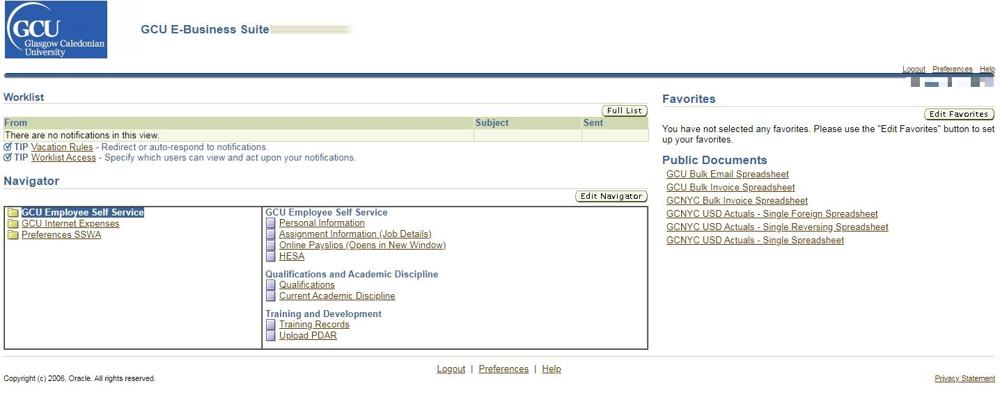 GCU
Glasgow Caledonian
University
GCU E-Business Suite
Logout Preferences Help
Worklist
Full List
From Subject Sent
There are no notifications in this view.
TIP Vacation Rules - Redirect or auto-respond to notifications.
TIP Worklist Access - Specify which users can view and act upon your notifications.
Navigator
Edit Navigator
GCU Employee Self Service
GCU Internet Expenses
Preferences SSWA
GCU Employee Self Service
Personal Information
Assignment Information (Job Details)
Online Payslips (Opens in New Window)
HESA
Qualifications and Academic Discipline
Qualifications
Current Academic Discipline
Training and Development
Training Records
Upload PDAR
Favorites
Edit Favorites
You have not selected any favorites. Please use the "Edit Favorites" button to set
up your favorites.
Public Documents
GCU Bulk Email Spreadsheet
GCU Bulk Invoice Spreadsheet
GCNYC Bulk Invoice Spreadsheet
GCNYC USD Actuals - Single Foreign Spreadsheet
GCNYC USD Actuals - Single Reversing Spreadsheet
GCNYC USD Actuals - Single Spreadsheet
Logout | Preferences | Help
Copyright (c) 2006, Oracle. All rights reserved.
Privacy Statement